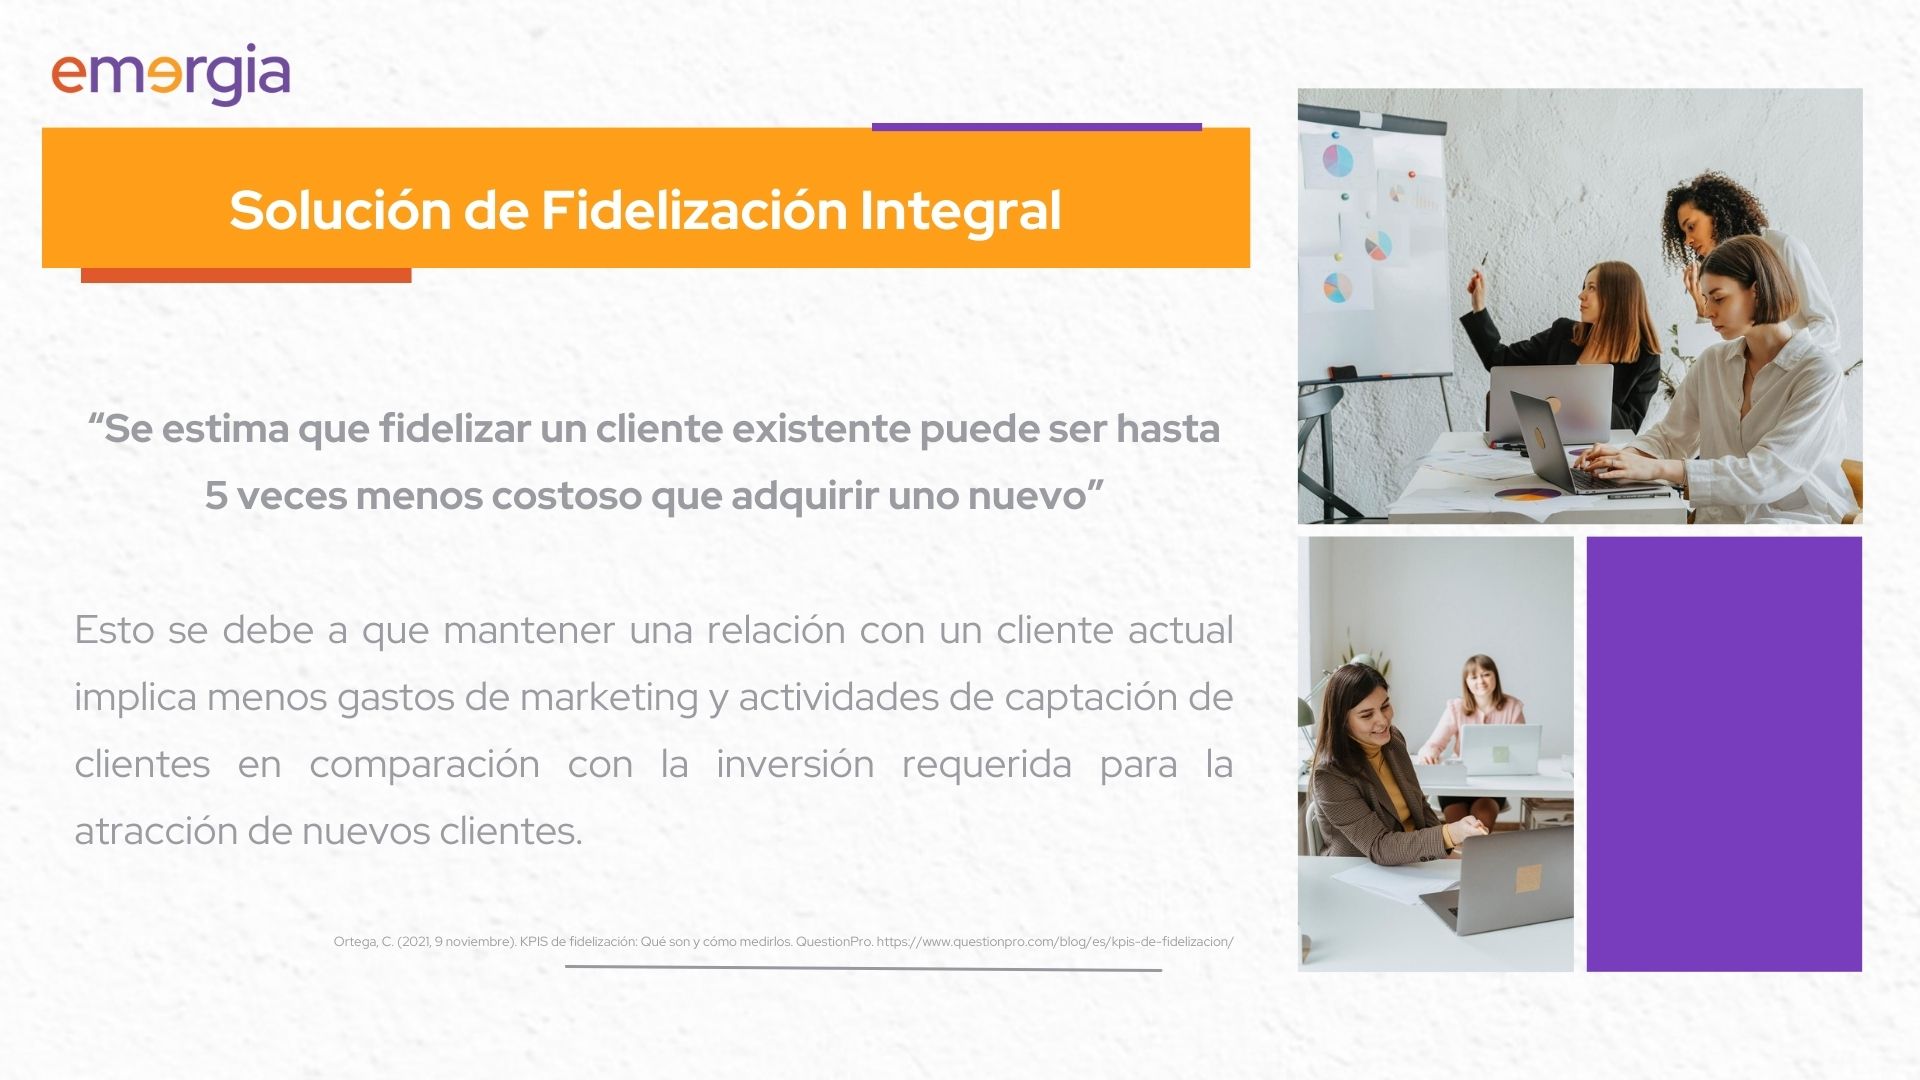 emergia
Solución de Fidelización Integral
“Se estima que fidelizar un cliente existente puede ser hasta
5 veces menos costoso que adquirir uno nuevo”
Esto se debe a que mantener una relación con un cliente actual
implica menos gastos de marketing y actividades de captación de
clientes en comparación con la inversión requerida para la
atracción de nuevos clientes.
Ortega, C. (2021, 9 noviembre). KPIS de fidelización: Qué son y cómo medirlos. QuestionPro. https://www.questionpro.com/blog/es/kpis-de-fidelizacion/